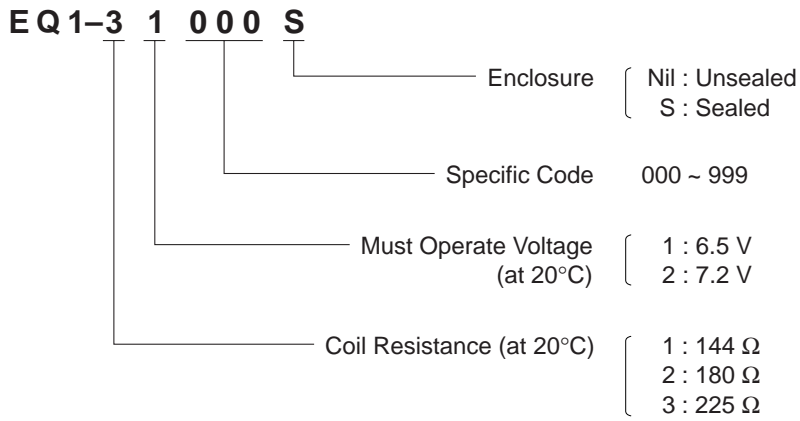 EQ1–3 1 000 S
Enclosure Nil : Unsealed
S : Sealed
Specific Code 000 ~ 999
Must Operate Voltage 1 : 6.5 V
(at 20°C) 2 : 7.2 V
Coil Resistance (at 20°C) 1 : 144 Ω
2 : 180 Ω
3 : 225 Ω